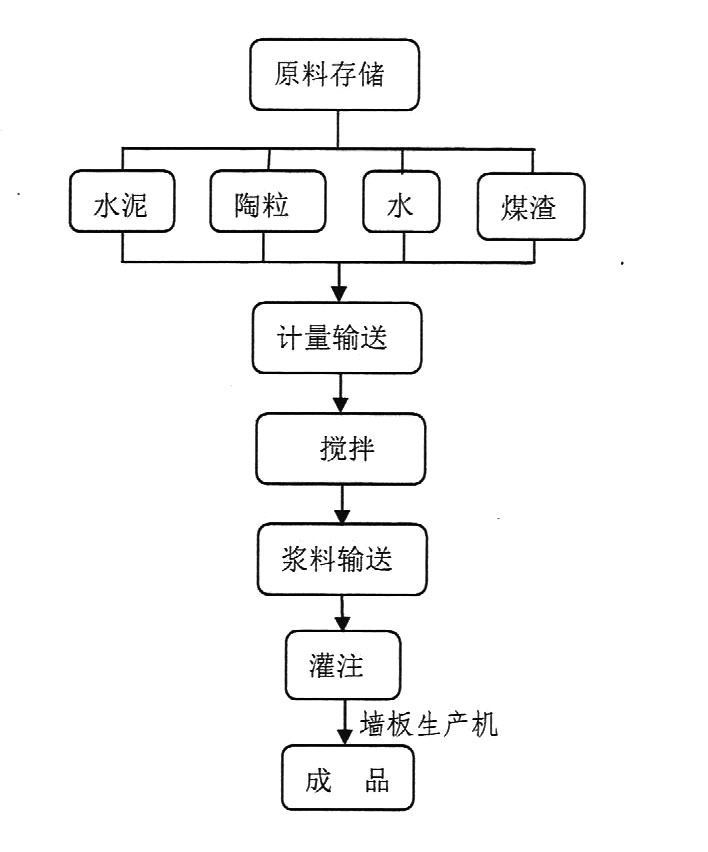 原料存储
水泥 陶粒 水 煤渣
计量输送
搅拌
浆料输送
灌注
墙板生产机
成 品